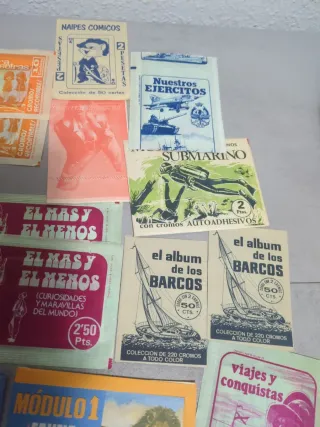 NAIPES COMICOS
2 PESETAS
2 PESETAS
Colección de 50 cartas
Nuestros
EJERCITOS
SUBMARINO
2
Ptas.
con cromos AUTOADHESIVOS
EL MAS Y
EL MENOS
EL MAS Y
EL MENOS
(CURIOSIDADES
Y MARAVILLAS
DEL MUNDO)
2'50
Pts.
el album
de los
BARCOS
50
CTS.
COLECCION DE 220 CROMOS
A TODO COLOR
el album
de los
BARCOS
50
CTS.
COLECCION DE 220 CROMOS
A TODO COLOR
viajes y
conquistas
MÓDULO 1